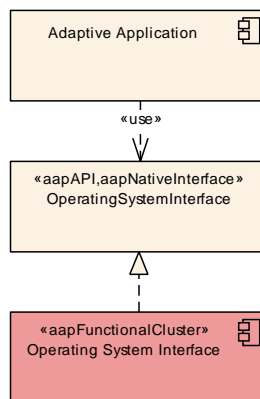 Adaptive Application
«use»
«aapAPI,aapNativeInterface»
OperatingSystemInterface
«aapFunctionalCluster»
Operating System Interface